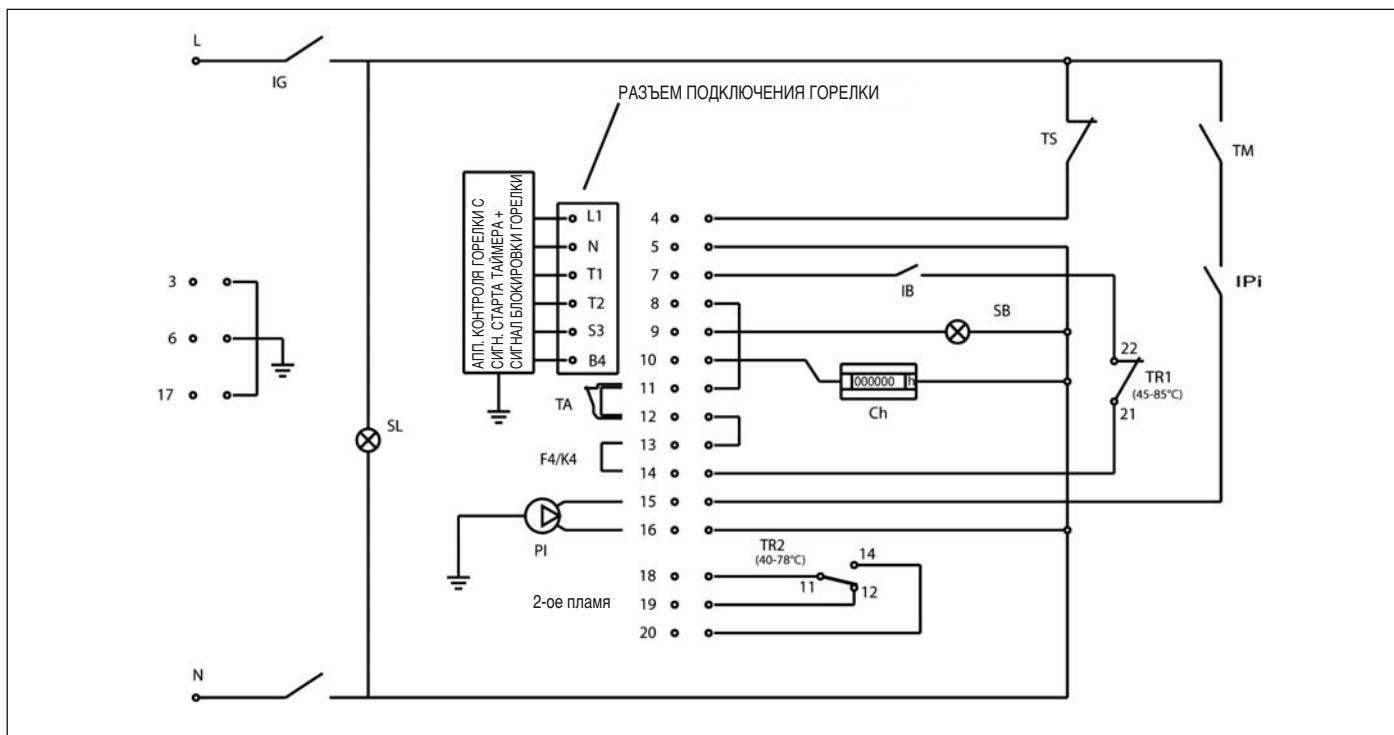 L
IG
РАЗЪЕМ ПОДКЛЮЧЕНИЯ ГОРЕЛКИ
TS
TM
АПП. КОНТРОЛЯ ГОРЕЛКИ С
СИГН. СТАРТА ТАЙМЕРА +
СИГНАЛ БЛОКИРОВКИ ГОРЕЛКИ
L1
N
T1
T2
S3
B4
4
5
7
8
9
10
11
12
13
14
15
16
18
19
20
3
6
17
IB
IPi
SB
22
TR1
(45-85°C)
21
000000 h
Ch
TA
SL
F4/K4
PI
TR2
(40-78°C)
14
11
12
2-ое пламя
N